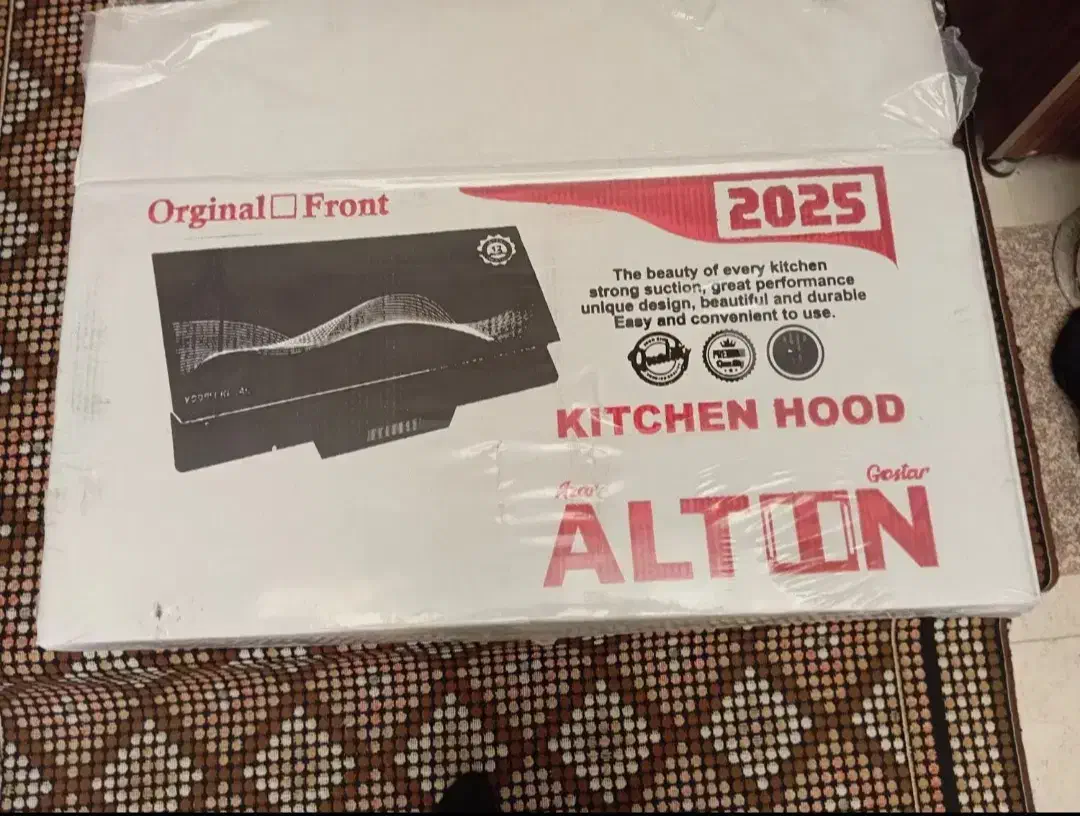 Orginal Front
2025
The beauty of every kitchen
strong suction, great performance
unique design, beautiful and durable
Easy and convenient to use.
KITCHEN HOOD
Gostar
ALTON